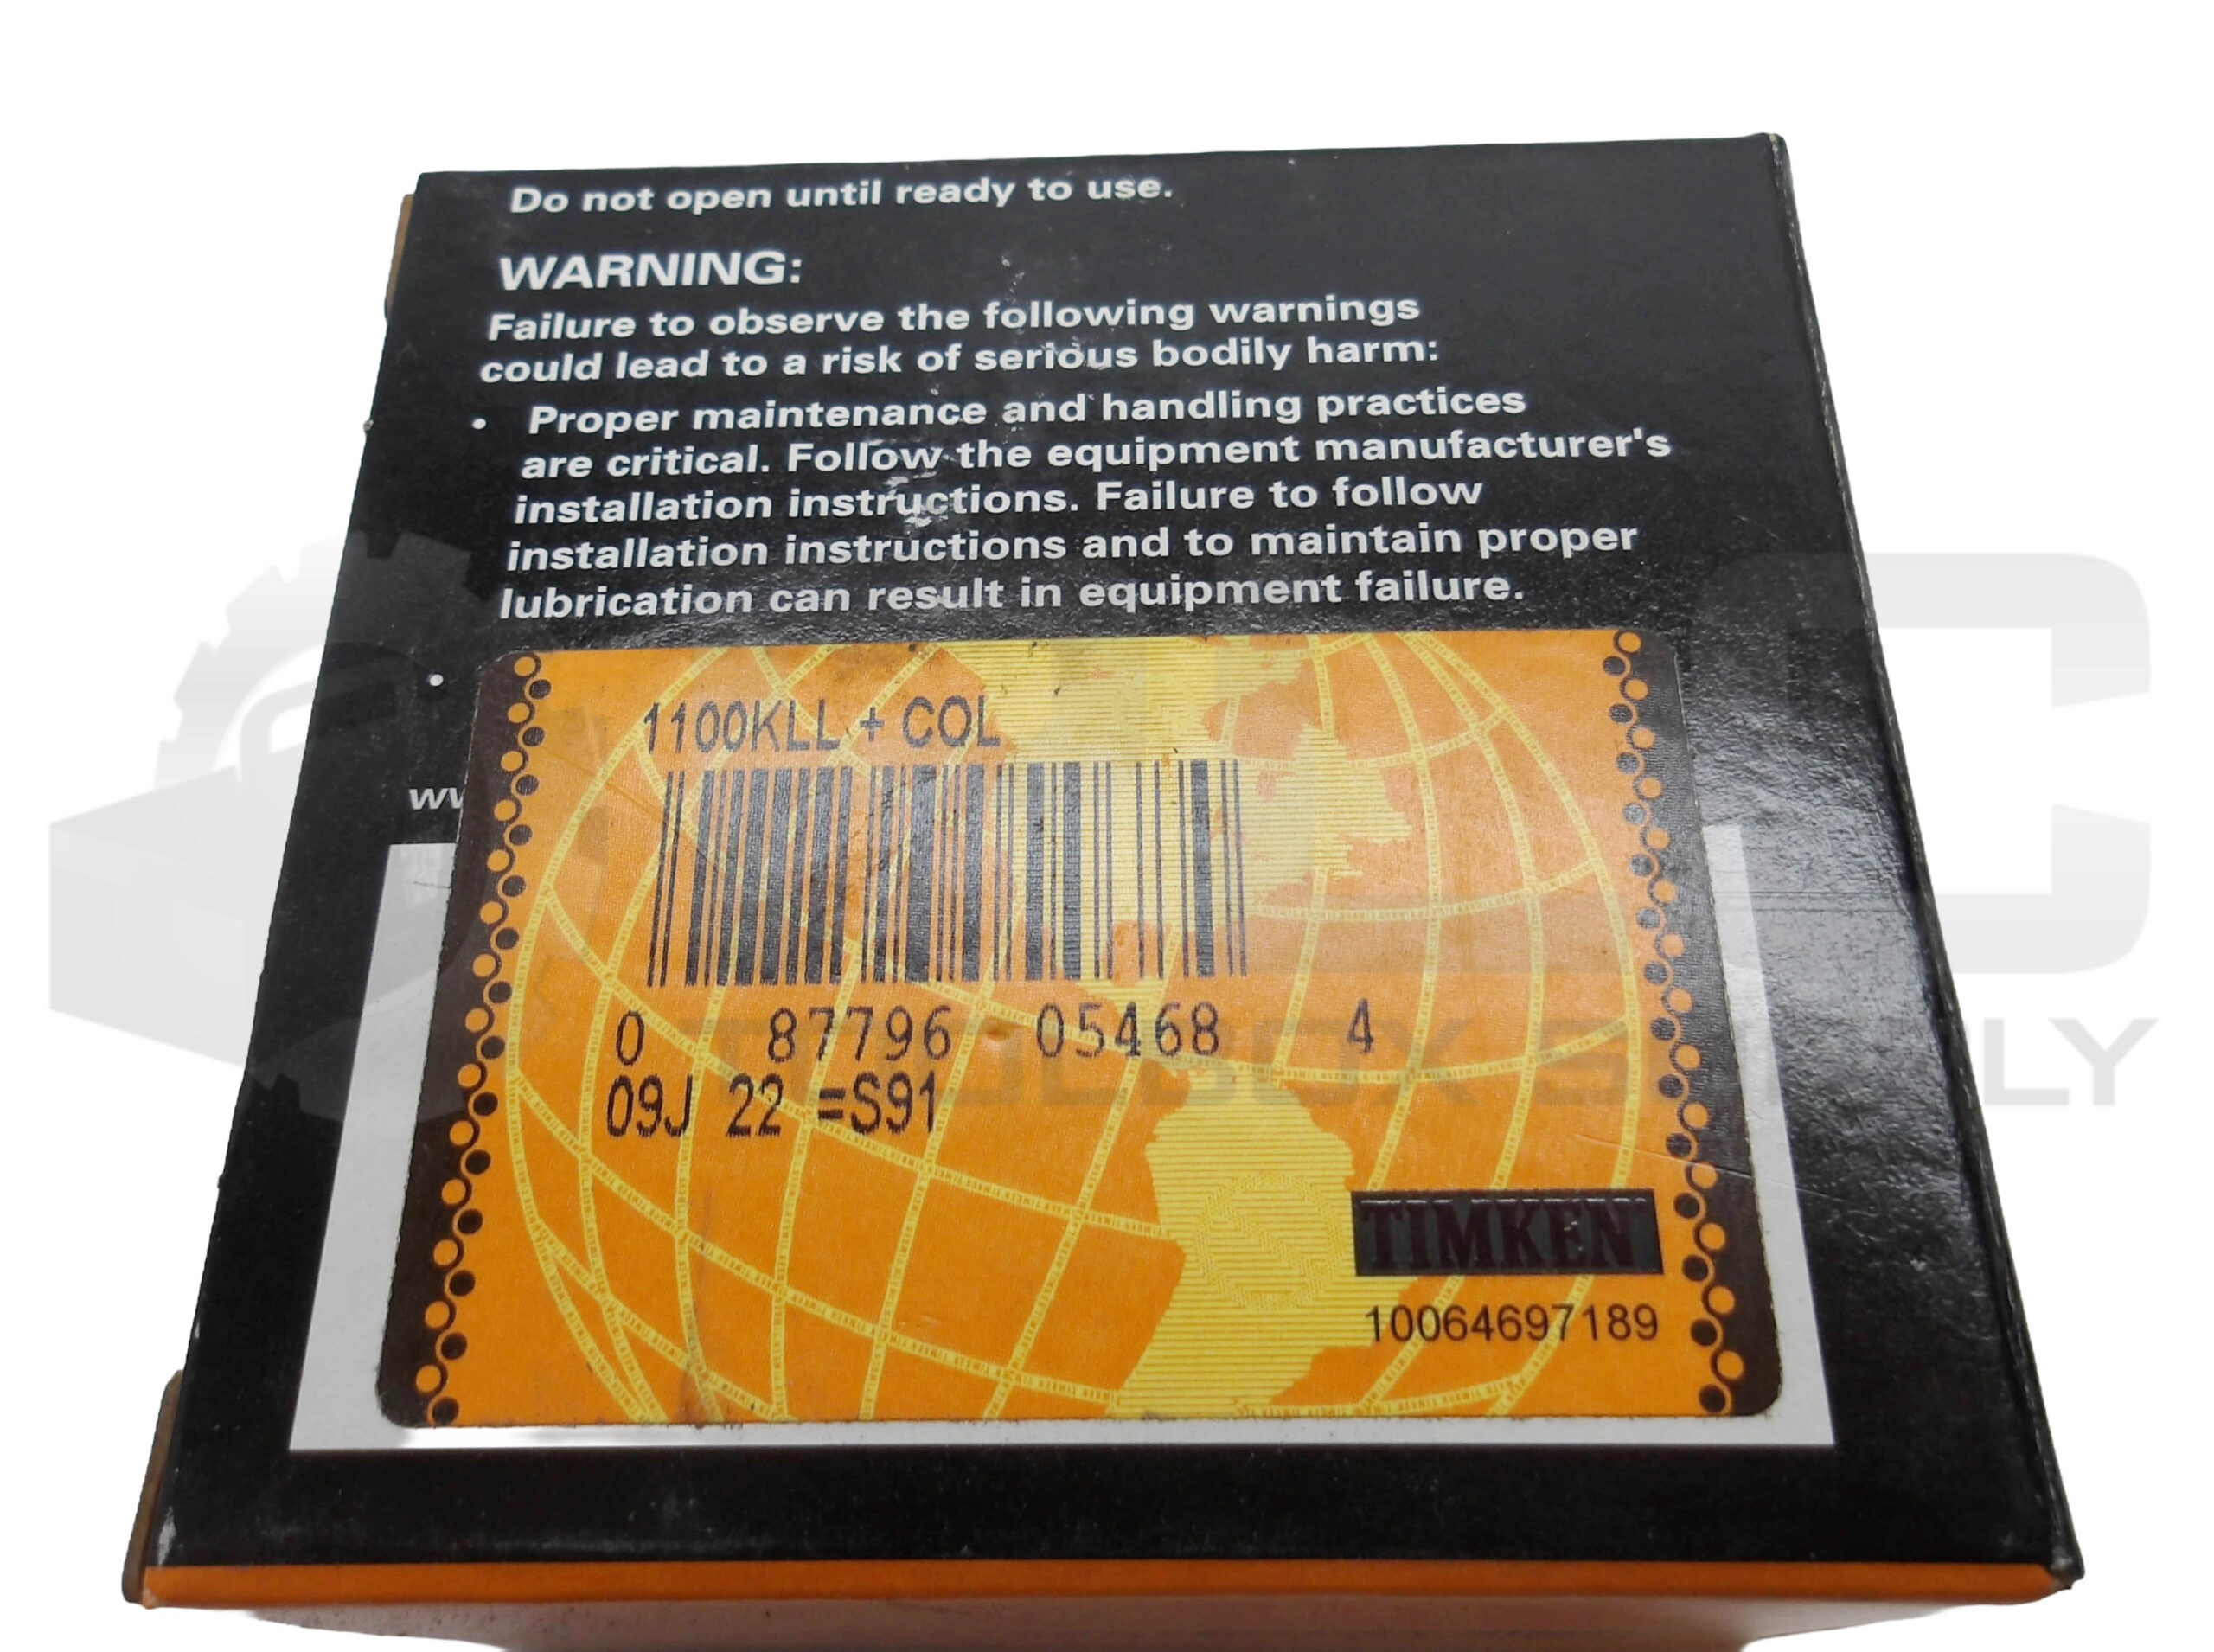 Do not open until ready to use.
WARNING:
Failure to observe the following warnings
could lead to a risk of serious bodily harm:
• Proper maintenance and handling practices
are critical. Follow the equipment manufacturer's
installation instructions. Failure to follow
installation instructions and to maintain proper
lubrication can result in equipment failure.
•
1100KLL + COL
0 87796 05468 4
09J 22 =S91
TIMKEN
10064697189